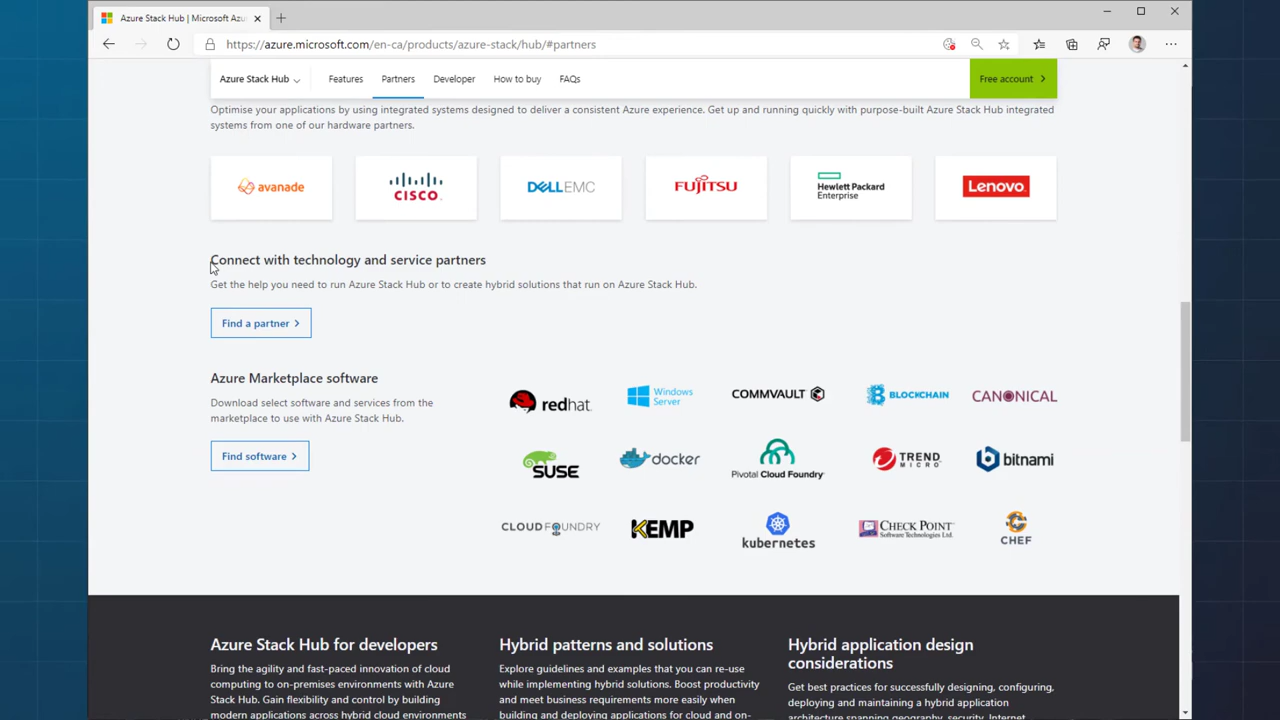 Azure Stack Hub | Microsoft Azu
https://azure.microsoft.com/en-ca/products/azure-stack/hub/#partners
Azure Stack Hub
Features
Partners
Developer
How to buy
FAQs
Free account
Optimise your applications by using integrated systems designed to deliver a consistent Azure experience. Get up and running quickly with purpose-built Azure Stack Hub integrated
systems from one of our hardware partners.
avanade
CISCO
DELLEMC
FUJITSU
Hewlett Packard
Enterprise
Lenovo
Connect with technology and service partners
Get the help you need to run Azure Stack Hub or to create hybrid solutions that run on Azure Stack Hub.
Find a partner
Azure Marketplace software
Download select software and services from the
marketplace to use with Azure Stack Hub.
Find software
redhat.
Windows
Server
COMMVAULT
BLOCKCHAIN
CANONICAL
SUSE
docker
Pivotal Cloud Foundry
TREND
MICRO
bitnami
CLOUD FOUNDRY
KEMP
kubernetes
CHECK POINT
Software Technologies Ltd.
CHEF
Azure Stack Hub for developers
Bring the agility and fast-paced innovation of cloud
computing to on-premises environments with Azure
Stack Hub. Gain flexibility and control by building
modern applications across hybrid cloud environments
Hybrid patterns and solutions
Explore guidelines and examples that you can re-use
while implementing hybrid solutions. Boost productivity
and meet business requirements more easily when
building and deploying applications for cloud and on-
Hybrid application design
considerations
Get best practices for successfully designing, configuring,
deploying and maintaining a hybrid application
architecture spanning geography, security, Internet